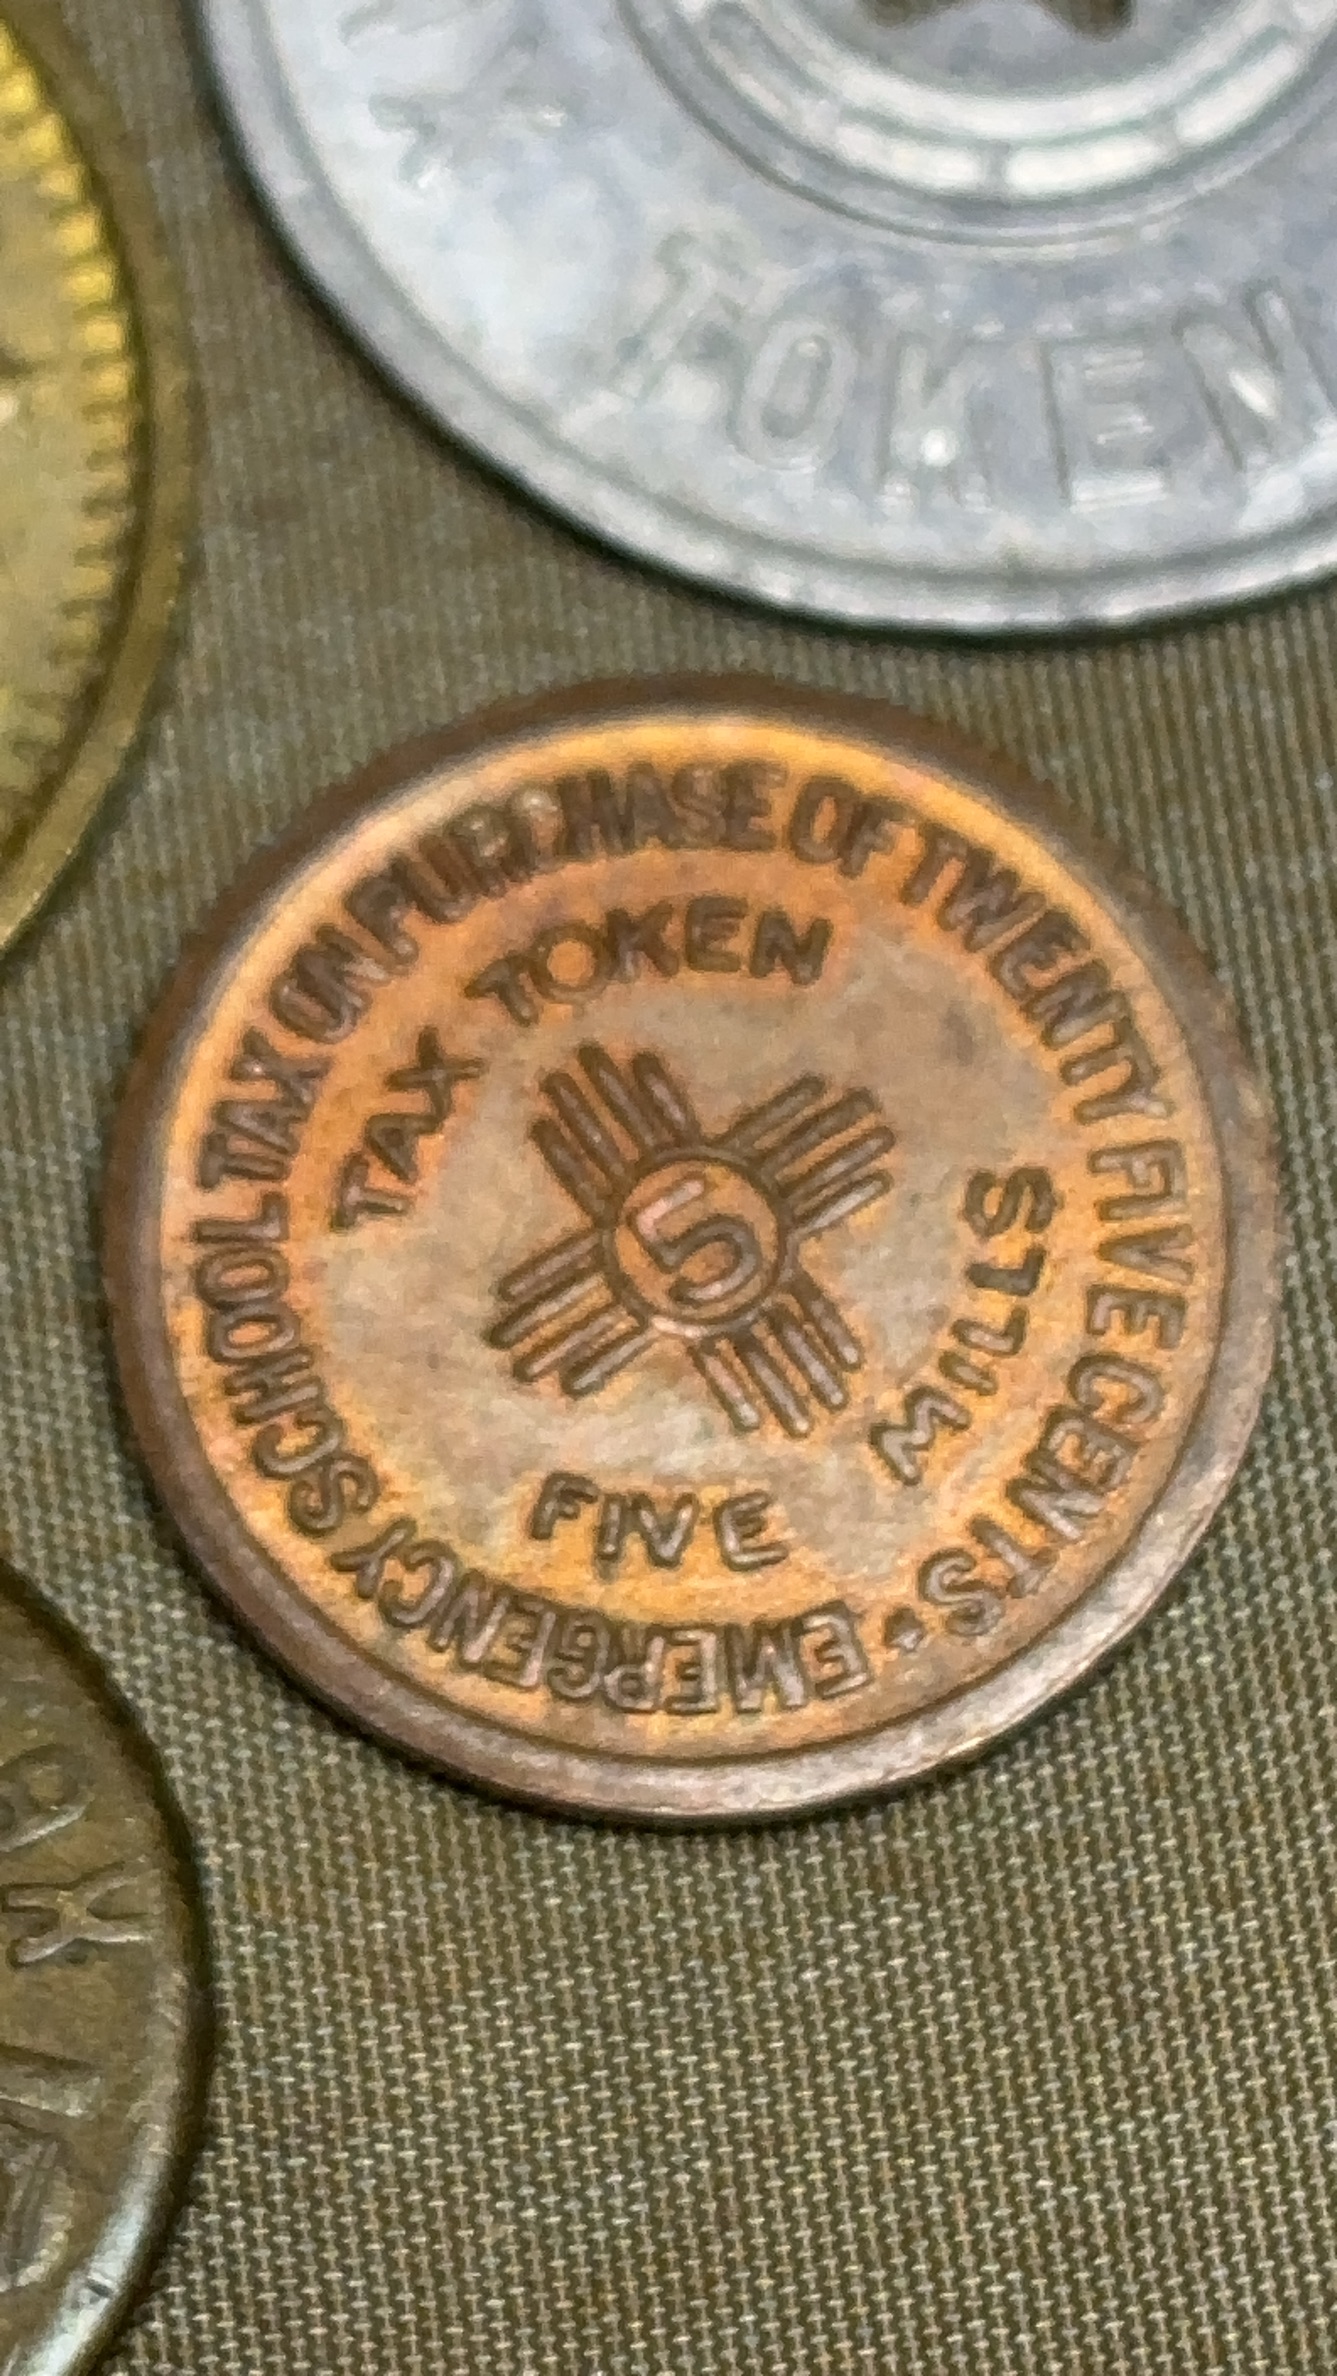 TOKEN
EMERGENCY SCHOOL TAX ON PURCHASE OF TWENTY FIVE CENTS
TAX TOKEN
FIVE MILLS
5